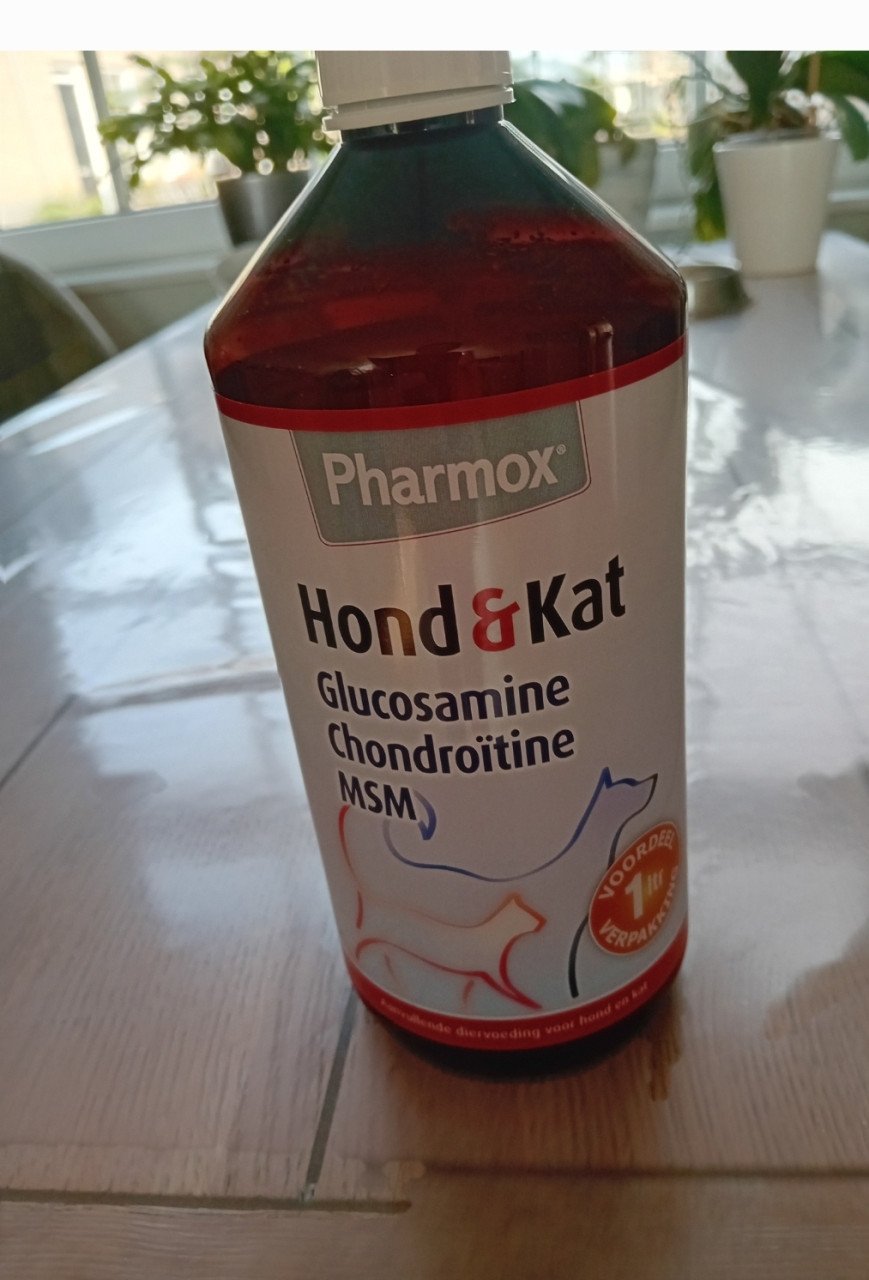 Pharmox®
Hond & Kat
Glucosamine
Chondroïtine
MSM
VOORDEEL
1 ltr
VERPAKKING
Aanvullende diervoeding voor hond en kat